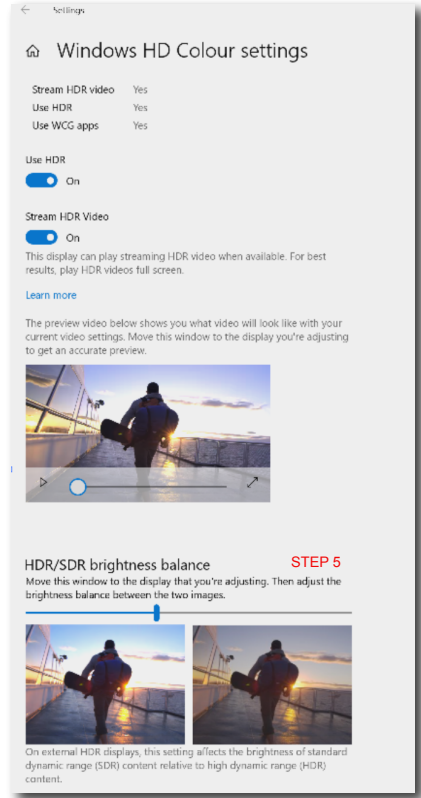 Settings
Windows HD Colour settings
Stream HDR video Yes
Use HDR Yes
Use WCG apps Yes
Use HDR
On
Stream HDR Video
On
This display can play streaming HDR video when available. For best
results, play HDR videos full screen.
Learn more
The preview video below shows you what video will look like with your
current video settings. Move this window to the display you're adjusting
to get an accurate preview.
HDR/SDR brightness balance STEP 5
Move this window to the display that you're adjusting. Then adjust the
brightness balance between the two images.
On external HDR displays, this setting affects the brightness of standard
dynamic range (SDR) content relative to high dynamic range (HDR)
content.